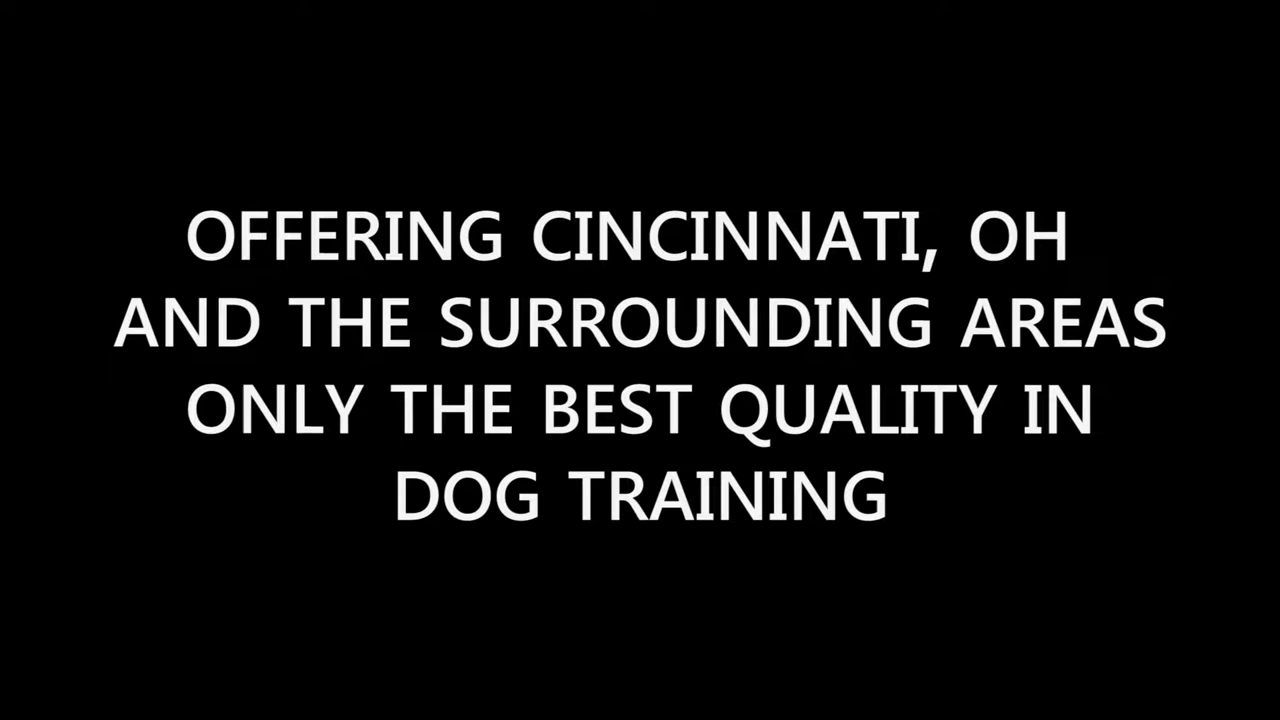 OFFERING CINCINNATI, OH
AND THE SURROUNDING AREAS
ONLY THE BEST QUALITY IN
DOG TRAINING